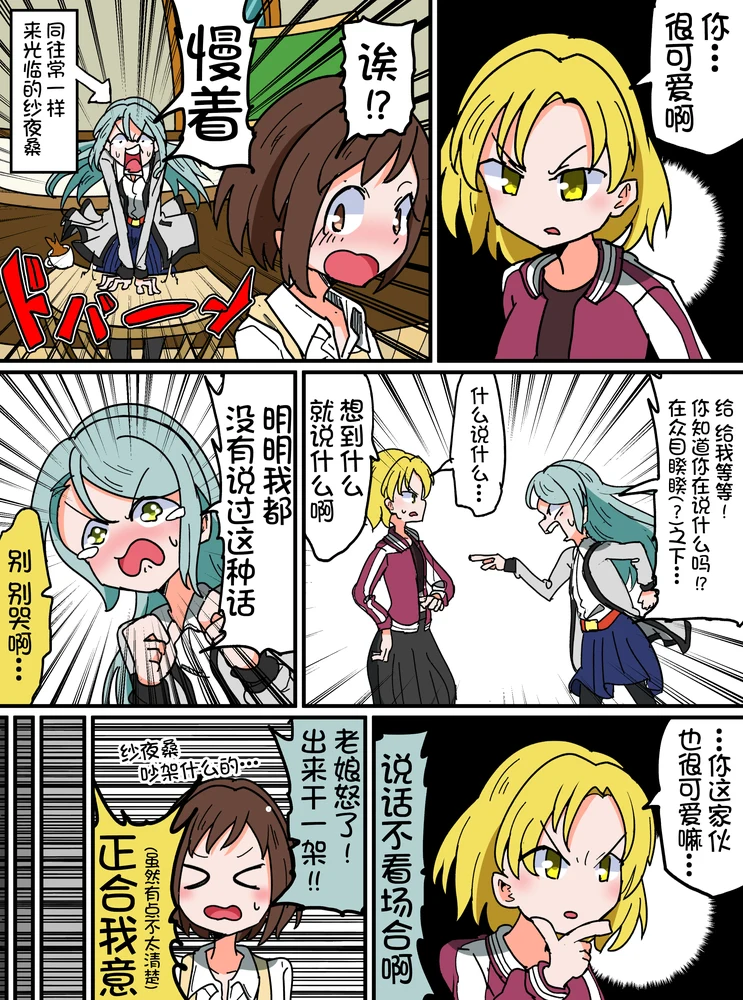 你…
很可爱啊
诶!?
慢着
同往常一样
来光临的纱夜桑
ドバーン
给 给我等等!
你知道你在说什么吗!?
在众目睽睽(?)之下…
什么说什么…
想到什么
就说什么啊
明明我都
没有说过这种话
别 别哭啊…
…你这家伙
也很可爱嘛…
说话不看场合啊
老娘怒了!
出来干一架!!
纱夜桑
吵架什么的…
(虽然有点不太清楚)
正合我意